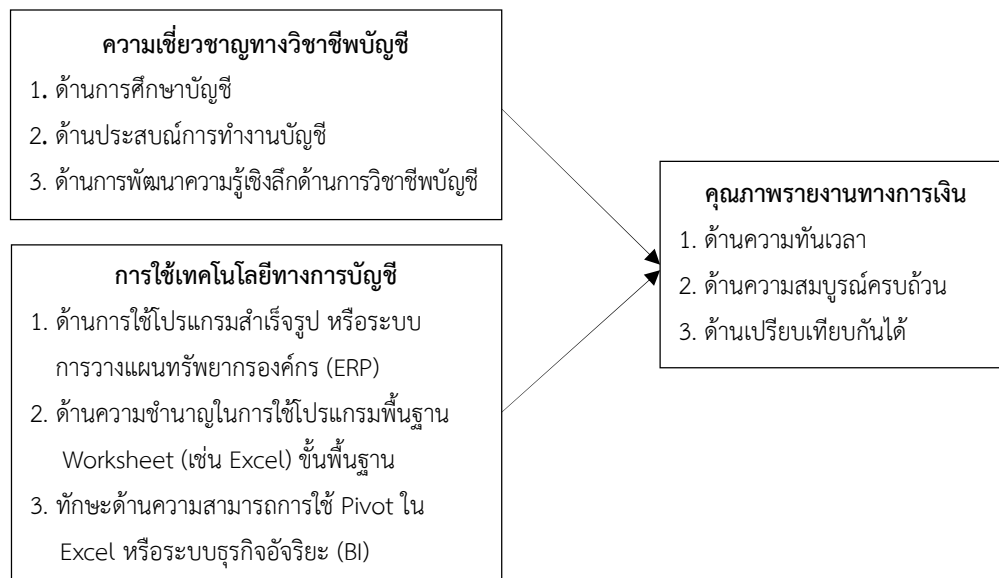 ความเชี่ยวชาญทางวิชาชีพบัญชี
1. ด้านการศึกษาบัญชี
2. ด้านประสบณ์การทำงานบัญชี
3. ด้านการพัฒนาความรู้เชิงลึกด้านการวิชาชีพบัญชี
การใช้เทคโนโลยีทางการบัญชี
1. ด้านการใช้โปรแกรมสำเร็จรูป หรือระบบ
การวางแผนทรัพยากรองค์กร (ERP)
2. ด้านความชำนาญในการใช้โปรแกรมพื้นฐาน
Worksheet (เช่น Excel) ขั้นพื้นฐาน
3. ทักษะด้านความสามารถการใช้ Pivot ใน
Excel หรือระบบธุรกิจอัจริยะ (BI)
คุณภาพรายงานทางการเงิน
1. ด้านความทันเวลา
2. ด้านความสมบูรณ์ครบถ้วน
3. ด้านเปรียบเทียบกันได้